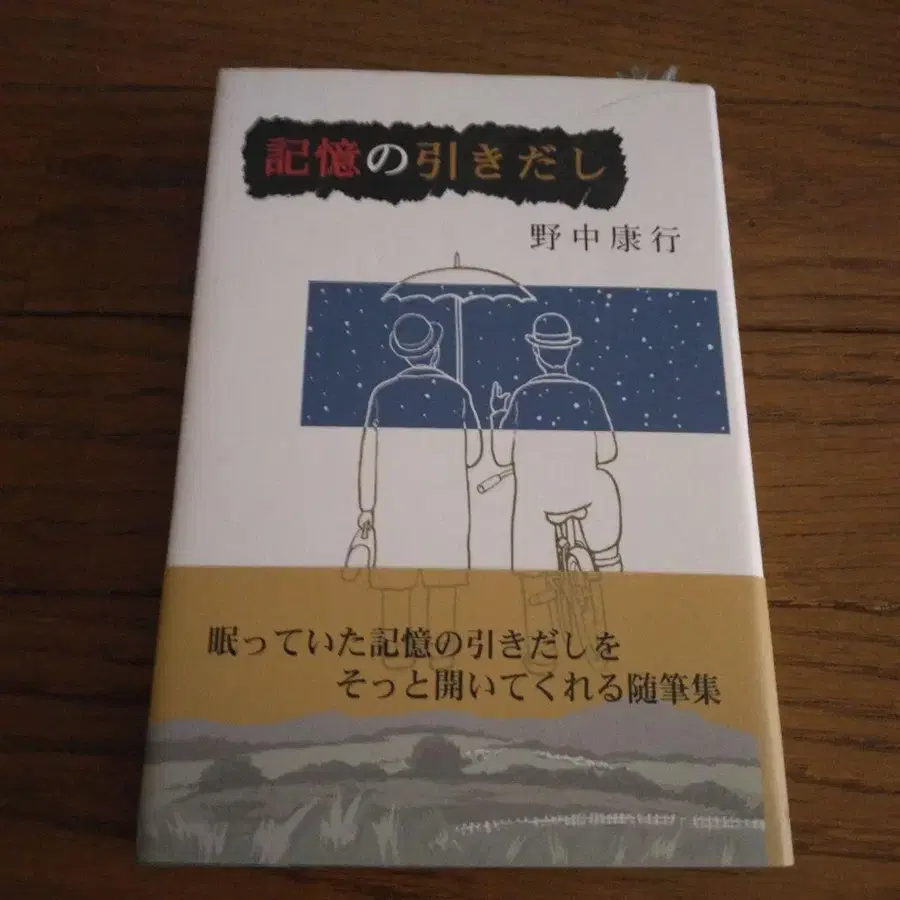 記憶の引きだし
野中康行
眠っていた記憶の引きだしを
そっと開いてくれる随筆集